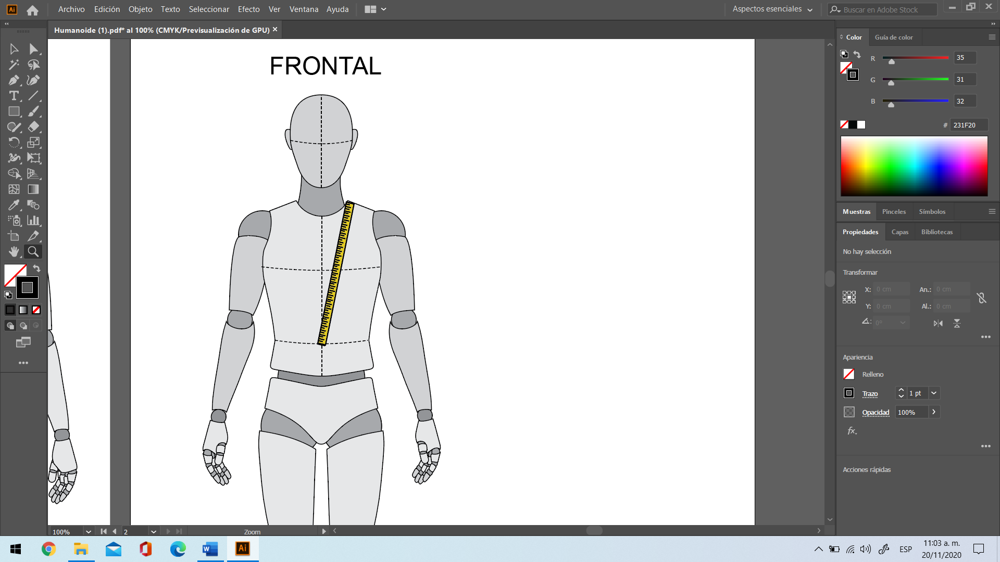 Ai
Archivo Edición Objeto Texto Seleccionar Efecto Ver Ventana Ayuda
Aspectos esenciales
Buscar en Adobe Stock
Humanoide (1).pdf* al 100% (CMYK/Previsualización de GPU)
FRONTAL
Color Guía de color
R 35
G 31
B 32
# 231F20
Muestras Pinceles Símbolos
Propiedades Capas Bibliotecas
No hay selección
Transformar
X: 0 cm An.: 0 cm
Y: 0 cm Al.: 0 cm
0°
Apariencia
Relleno
Trazo 1 pt
Opacidad 100%
fx.
Acciones rápidas
100% 2 Zoom
Ai
ESP
11:03 a. m.
20/11/2020